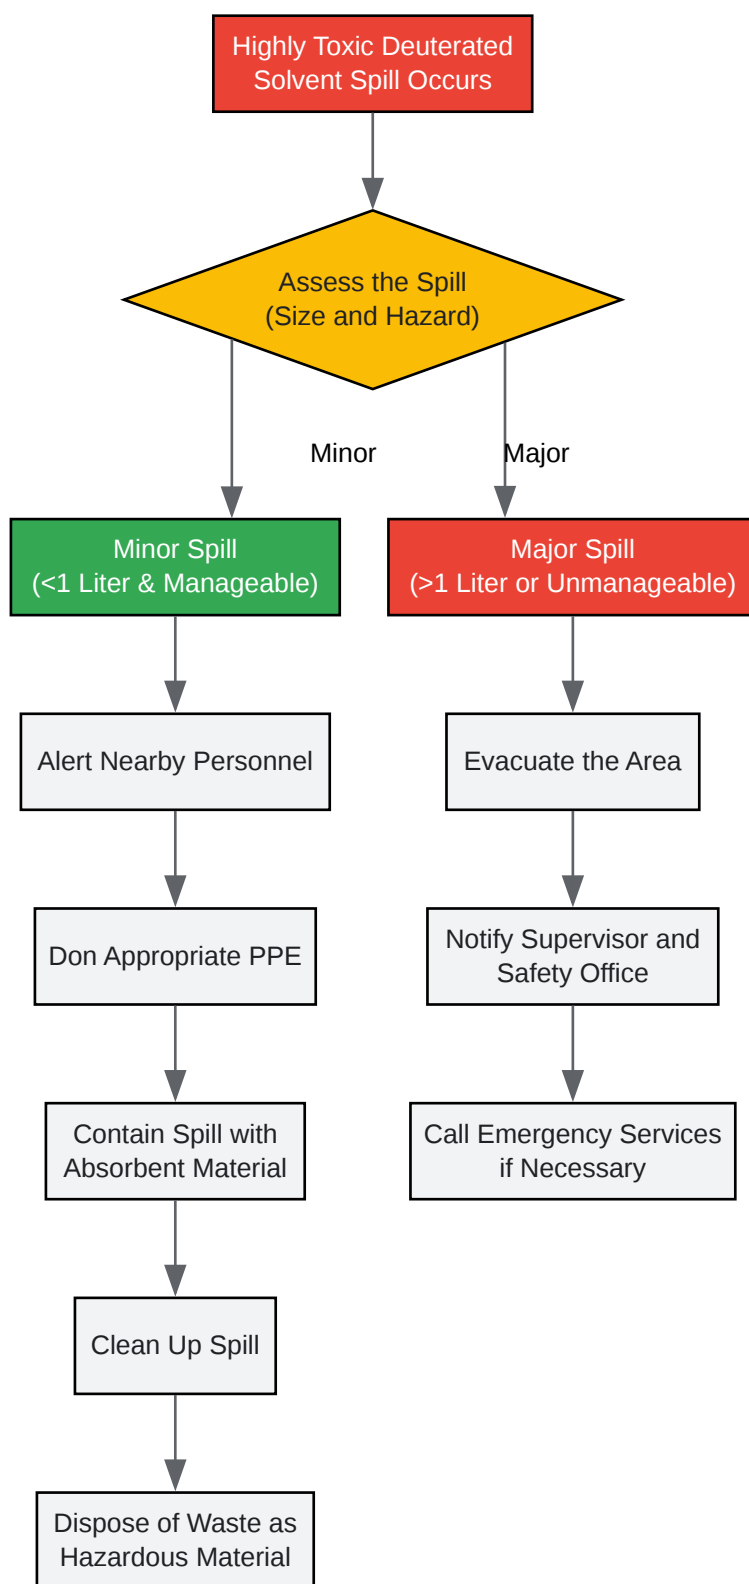 Highly Toxic Deuterated
Solvent Spill Occurs
Assess the Spill
(Size and Hazard)
Minor
Major
Minor Spill
(<1 Liter & Manageable)
Major Spill
(>1 Liter or Unmanageable)
Alert Nearby Personnel
Evacuate the Area
Don Appropriate PPE
Notify Supervisor and
Safety Office
Contain Spill with
Absorbent Material
Call Emergency Services
if Necessary
Clean Up Spill
Dispose of Waste as
Hazardous Material